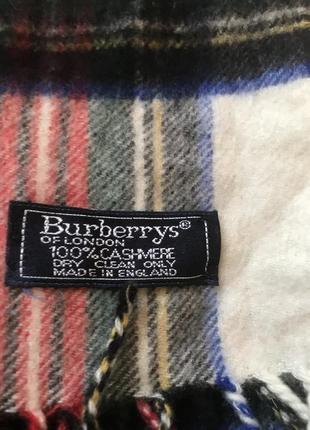 Burberrys®
OF LONDON
100% CASHMERE
DRY CLEAN ONLY
MADE IN ENGLAND